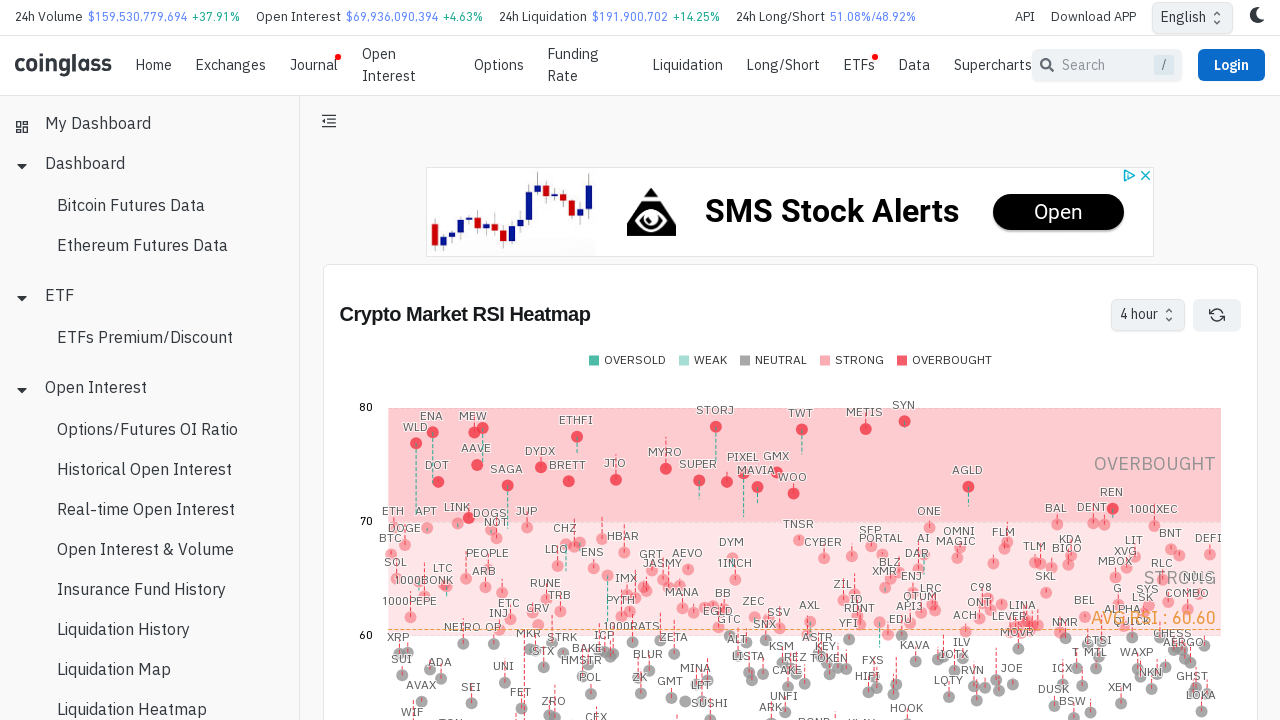 24h Volume $159,530,779,694 +37.91% Open Interest $69,936,090,394 +4.63% 24h Liquidation $191,900,702 +14.25% 24h Long/Short 51.08%/48.92% API Download APP English
coinglass Home Exchanges Journal Open Interest Options Funding Rate Liquidation Long/Short ETFs Data Supercharts Search / Login
My Dashboard
Dashboard
Bitcoin Futures Data
Ethereum Futures Data
ETF
ETFs Premium/Discount
Open Interest
Options/Futures OI Ratio
Historical Open Interest
Real-time Open Interest
Open Interest & Volume
Insurance Fund History
Liquidation History
Liquidation Map
Liquidation Heatmap
SMS Stock Alerts Open
Crypto Market RSI Heatmap 4 hour
OVERSOLD WEAK NEUTRAL STRONG OVERBOUGHT
80
SYN
ENA MEW STORJ TWT METIS
WLD ETHFI
AAVE DYDX MYRO
DOT SAGA BRETT JTO SUPER PIXEL GMX
MAVIA WOO AGLD
OVERBOUGHT
REN
ETH APT LINK DOGS JUP ONE BAL DENT 1000XEC
70
DOGE NOT CHZ TNSR
BTC HBAR DYM CYBER SFP PORTAL AI OMNI MAGIC FLM KDA LIT BNT DEFI
SOL PEOPLE LDO ENS GRT AEVO 1INCH BLZ DAR TLM BICO XVG
LTC ARB JASMY XMR ENJ MBOX RLC
1000BONK RUNE IMX ZIL LRC C98 SKL STRONG
1000PEPE ETC TRB PYTH MANA BB ZEC AXL ID QTUM ONT BEL LSK SYS COMBO
INJ CRV EGLD SSV RDNT API3 LINA ALPHA
NEIRO OP 1000RATS GTC SNX YFI EDU ACH LEVER NMR QUICK AVG RSI : 60.60
60
XRP MKR STRK ICP ZETA ALT ASTR MOVR CTSI CHESS
SUI STX BAKE BLUR LISTA KSM KEY KAVA ILV T MTL WAXP AERGO
ADA UNI HMSTR MINA REZ TOKEN FXS IOTX JOE ICX
AVAX SEI FET POL ZK GMT LPT CAKE HIFI LQTY RVN DUSK XEM NKN GHST
WIF ZRO SUSHI UNFI HOOK BSW LOKA
CFX ARK